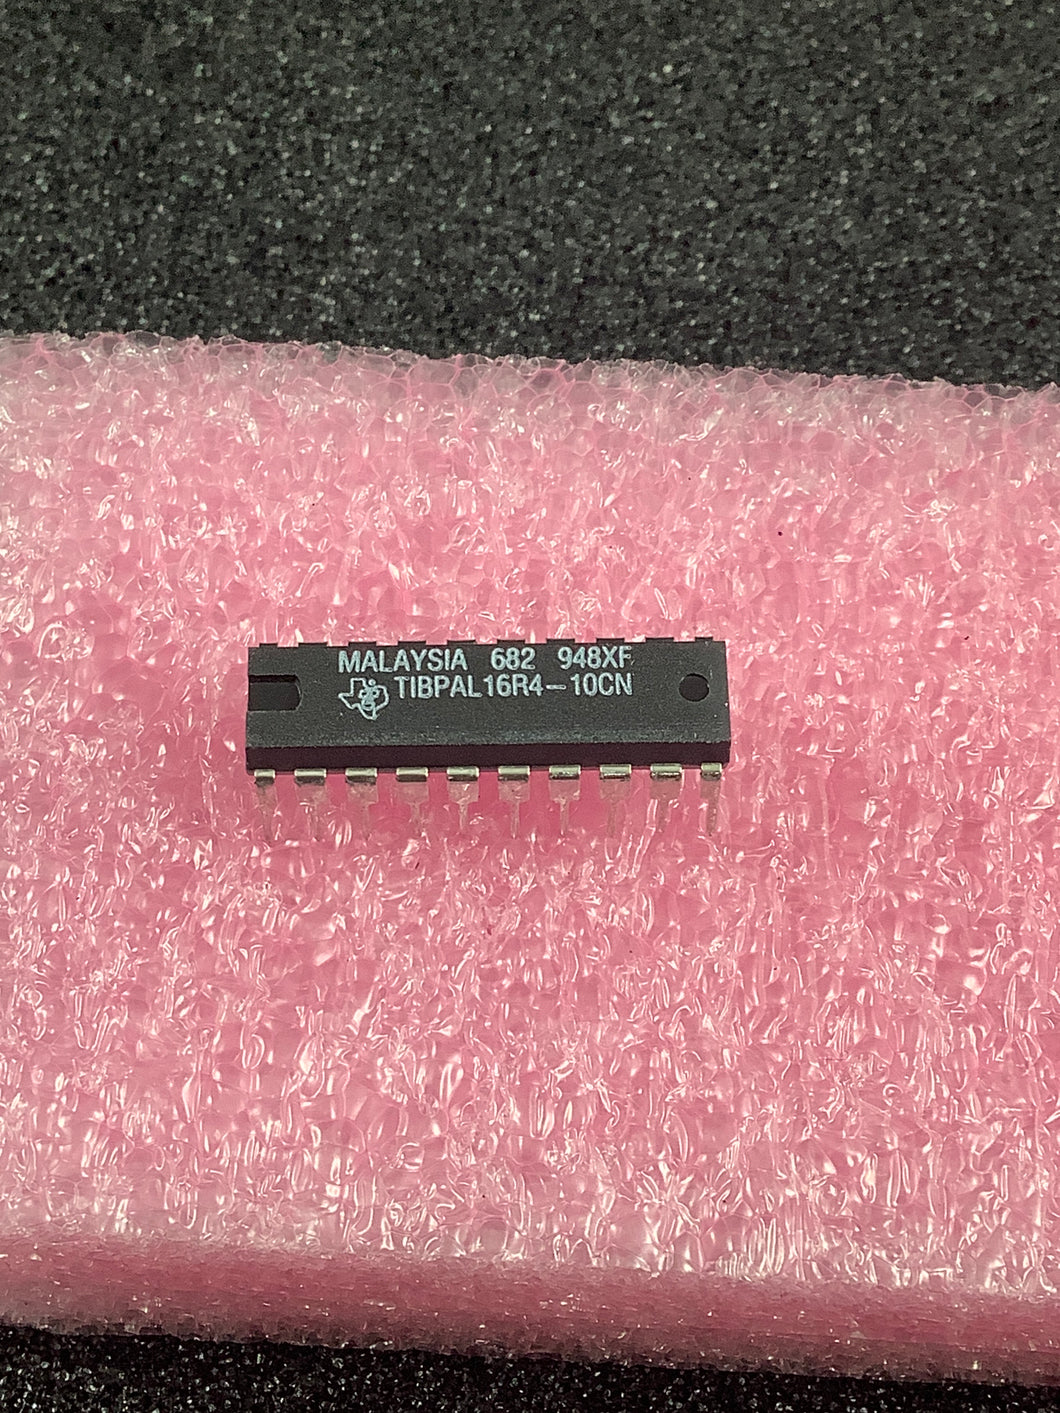 MALAYSIA 682 948XF
TIBPAL16R4-10CN